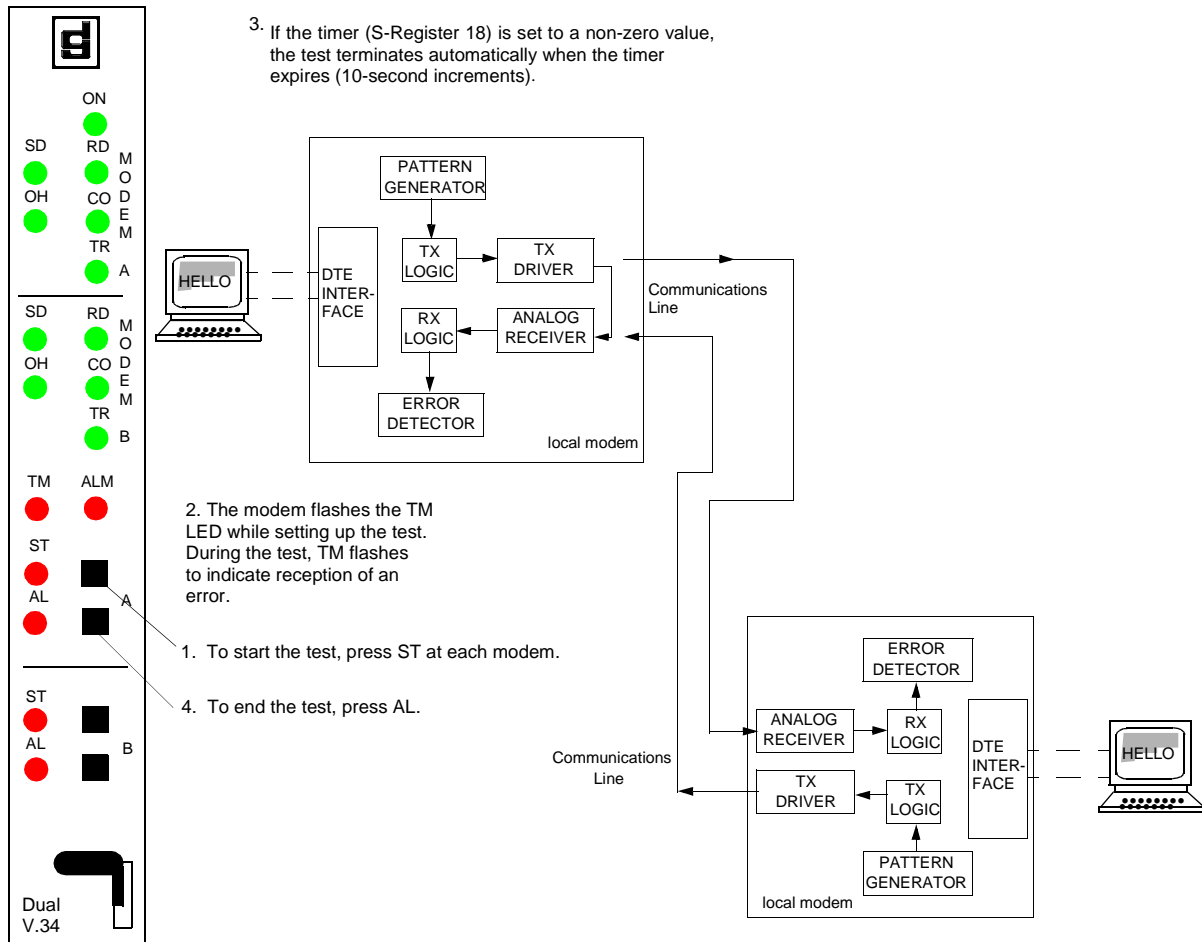 3. If the timer (S-Register 18) is set to a non-zero value,
the test terminates automatically when the timer
expires (10-second increments).
ON
SD RD
OH CO
TR
MODEM
A
SD RD
OH CO
TR
MODEM
B
TM ALM
ST
AL
A
ST
AL
B
Dual
V.34
HELLO
DTE
INTER-
FACE
PATTERN
GENERATOR
TX
LOGIC
TX
DRIVER
RX
LOGIC
ANALOG
RECEIVER
ERROR
DETECTOR
local modem
Communications
Line
2. The modem flashes the TM
LED while setting up the test.
During the test, TM flashes
to indicate reception of an
error.
1. To start the test, press ST at each modem.
4. To end the test, press AL.
Communications
Line
ERROR
DETECTOR
ANALOG
RECEIVER
RX
LOGIC
TX
DRIVER
TX
LOGIC
PATTERN
GENERATOR
DTE
INTER-
FACE
local modem
HELLO